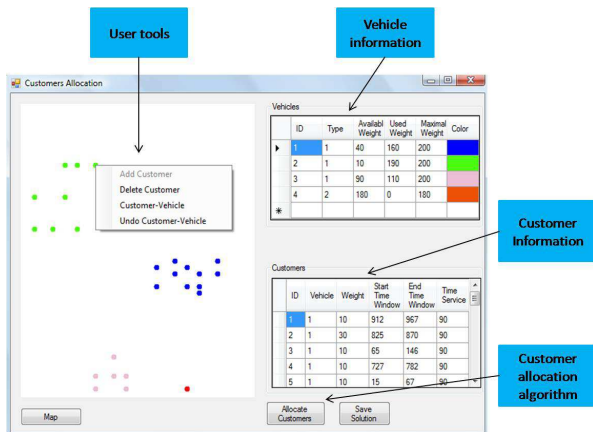 User tools
Vehicle
information
Customers Allocation
Vehicles
ID Type Availabl Weight Used Weight Maximal Weight Color
1 1 40 160 200
2 1 10 190 200
3 1 90 110 200
4 2 180 0 180
Add Customer
Delete Customer
Customer-Vehicle
Undo Customer-Vehicle
Customer
Information
Customers
ID Vehicle Weight Start Time Window End Time Window Time Service
1 1 10 912 967 90
2 1 30 825 870 90
3 1 10 65 146 90
4 1 10 727 782 90
5 1 10 15 67 90
Customer
allocation
algorithm
Map
Allocate
Customers
Save
Solution